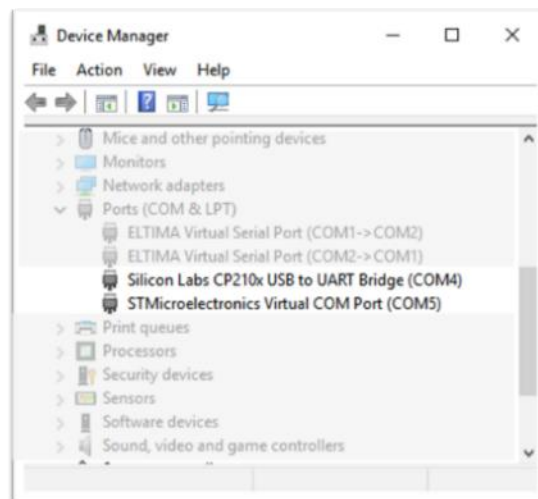 Device Manager
File Action View Help
Mice and other pointing devices
Monitors
Network adapters
Ports (COM & LPT)
ELTIMA Virtual Serial Port (COM1->COM2)
ELTIMA Virtual Serial Port (COM2->COM1)
Silicon Labs CP210x USB to UART Bridge (COM4)
STMicroelectronics Virtual COM Port (COM5)
Print queues
Processors
Security devices
Sensors
Software devices
Sound, video and game controllers